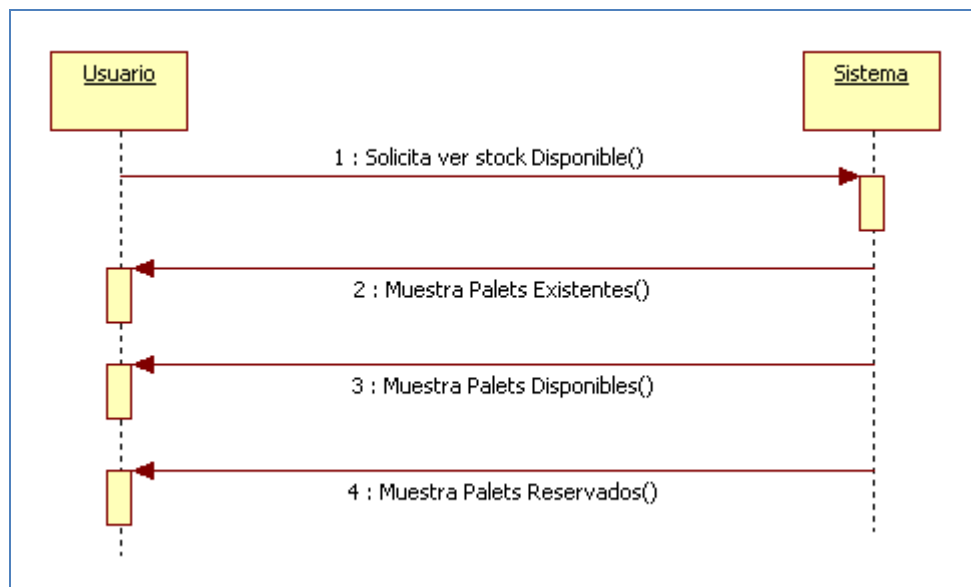 Usuario
Sistema
1 : Solicita ver stock Disponible()
2 : Muestra Palets Existentes()
3 : Muestra Palets Disponibles()
4 : Muestra Palets Reservados()